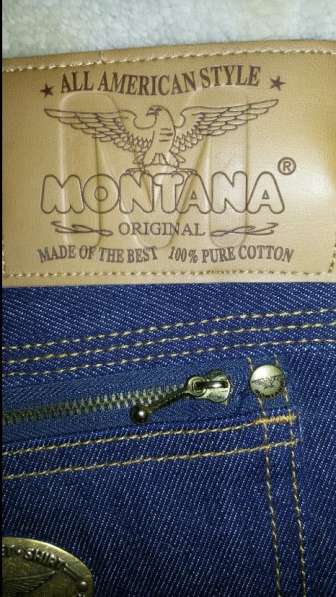 ★ ALL AMERICAN STYLE ★
MONTANA®
ORIGINAL
MADE OF THE BEST 100% PURE COTTON